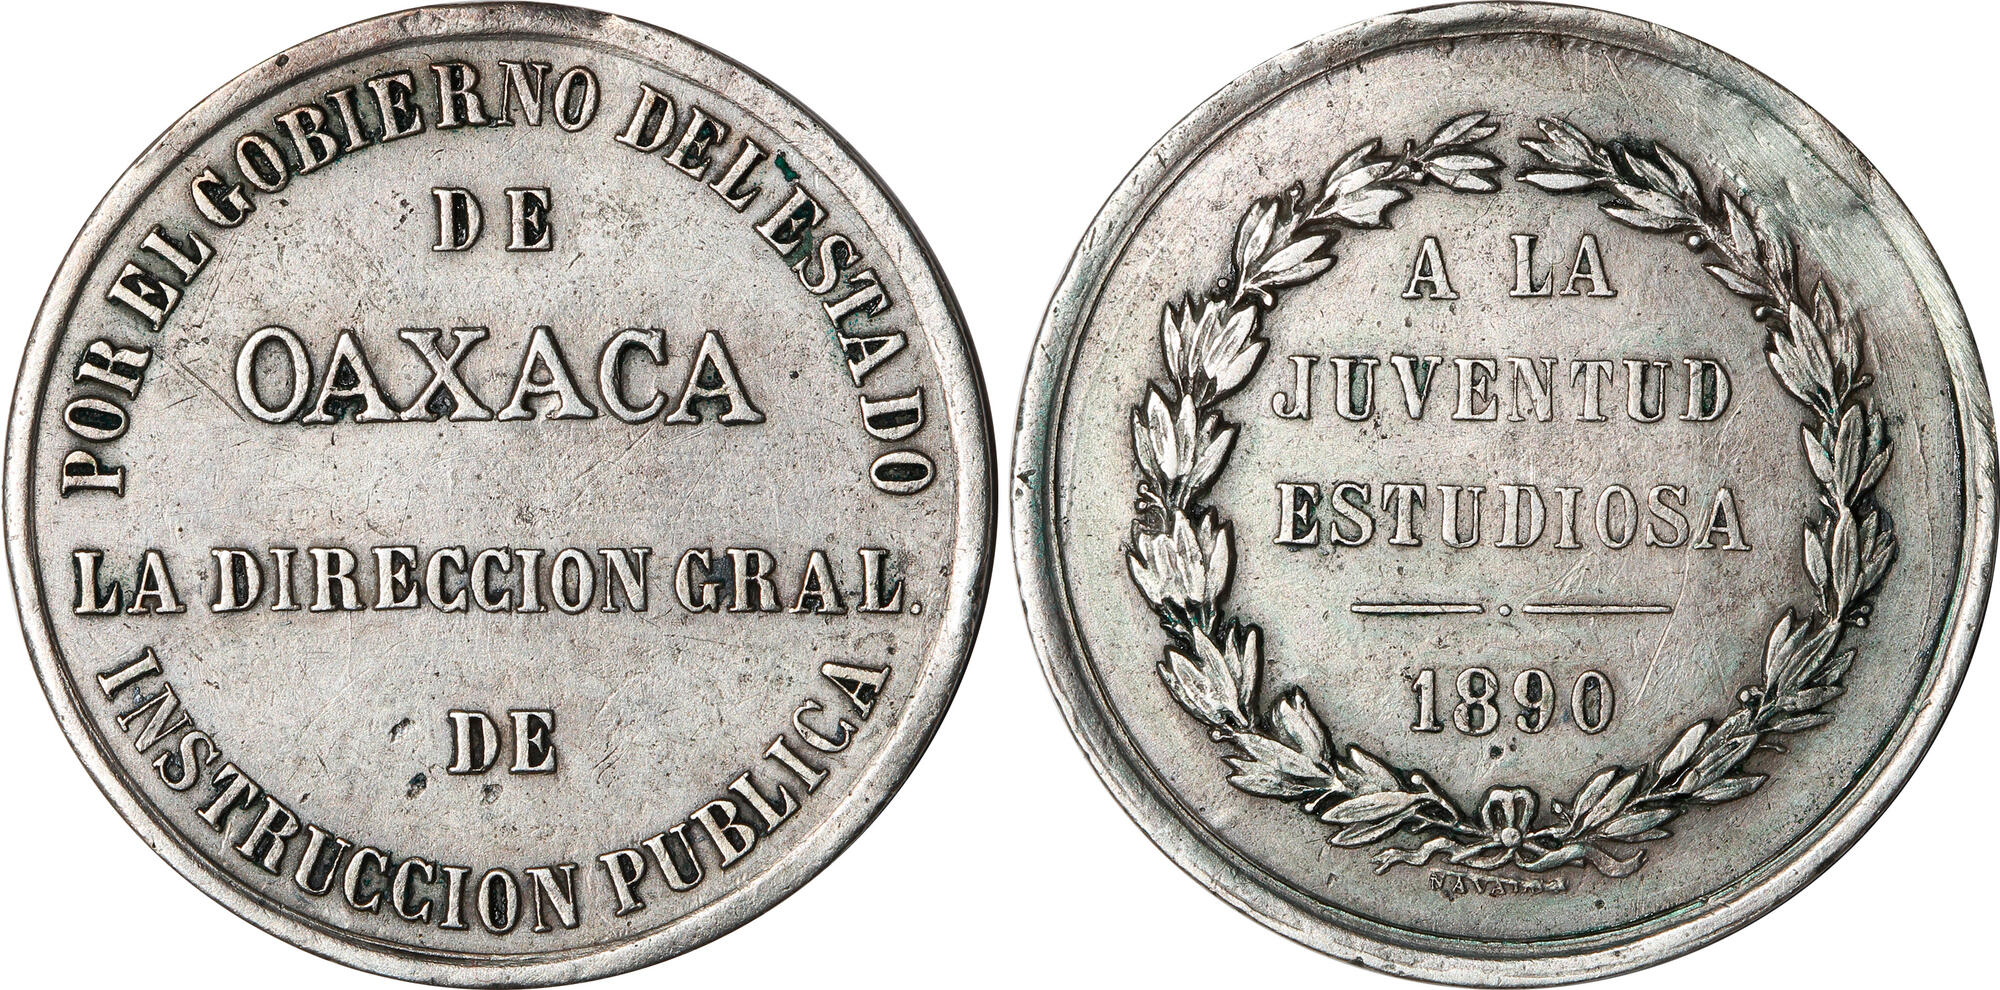 POR EL GOBIERNO DEL ESTADO
DE
OAXACA
LA DIRECCION GRAL.
DE
INSTRUCCION PUBLICA
A LA
JUVENTUD
ESTUDIOSA
1890